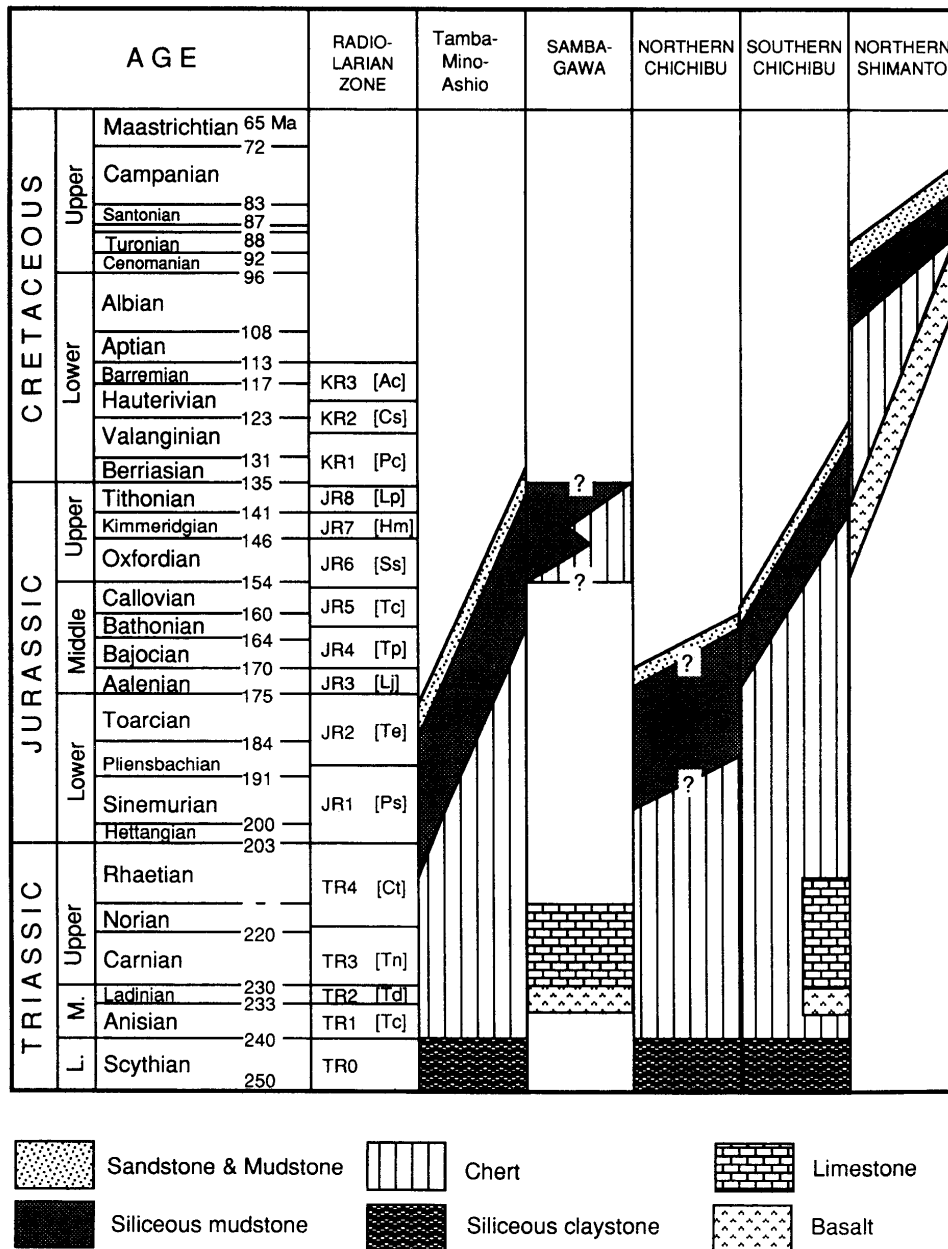 AGE
RADIO-
LARIAN
ZONE
Tamba-
Mino-
Ashio
SAMBA-
GAWA
NORTHERN
CHICHIBU
SOUTHERN
CHICHIBU
NORTHERN
SHIMANTO
CRETACEOUS
Upper
Maastrichtian 65 Ma
72
Campanian
83
Santonian
87
Turonian 88
Cenomanian 92
96
Lower
Albian
108
Aptian
113
Barremian
117
Hauterivian
123
Valanginian
131
Berriasian
135
KR3 [Ac]
KR2 [Cs]
KR1 [Pc]
JURASSIC
Upper
Tithonian
141
Kimmeridgian
146
Oxfordian
154
Middle
Callovian
160
Bathonian
164
Bajocian
170
Aalenian
175
Lower
Toarcian
184
Pliensbachian
191
Sinemurian
200
Hettangian
203
JR8 [Lp]
JR7 [Hm]
JR6 [Ss]
JR5 [Tc]
JR4 [Tp]
JR3 [Lj]
JR2 [Te]
JR1 [Ps]
TRIASSIC
Upper
Rhaetian
-
Norian
220
Carnian
230
M.
Ladinian
233
Anisian
240
L.
Scythian
250
TR4 [Ct]
TR3 [Tn]
TR2 [Td]
TR1 [Tc]
TR0
?
?
?
?
Sandstone & Mudstone
Chert
Limestone
Siliceous mudstone
Siliceous claystone
Basalt